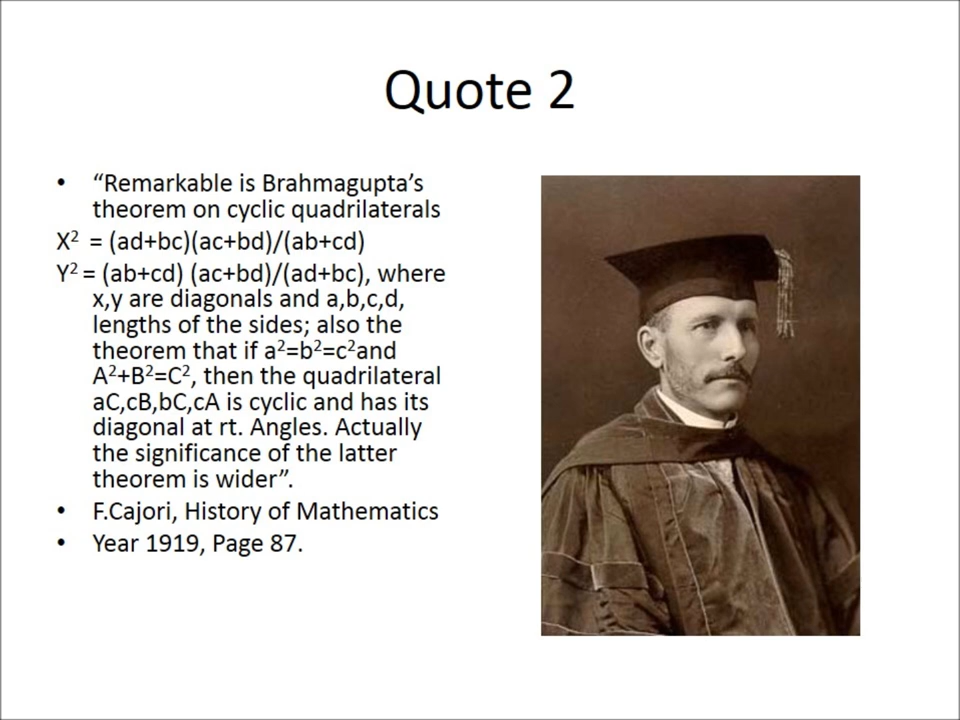 Quote 2
• “Remarkable is Brahmagupta’s
theorem on cyclic quadrilaterals
X² = (ad+bc)(ac+bd)/(ab+cd)
Y² = (ab+cd) (ac+bd)/(ad+bc), where
x,y are diagonals and a,b,c,d,
lengths of the sides; also the
theorem that if a²=b²=c²and
A²+B²=C², then the quadrilateral
aC,cB,bC,cA is cyclic and has its
diagonal at rt. Angles. Actually
the significance of the latter
theorem is wider”.
• F.Cajori, History of Mathematics
• Year 1919, Page 87.